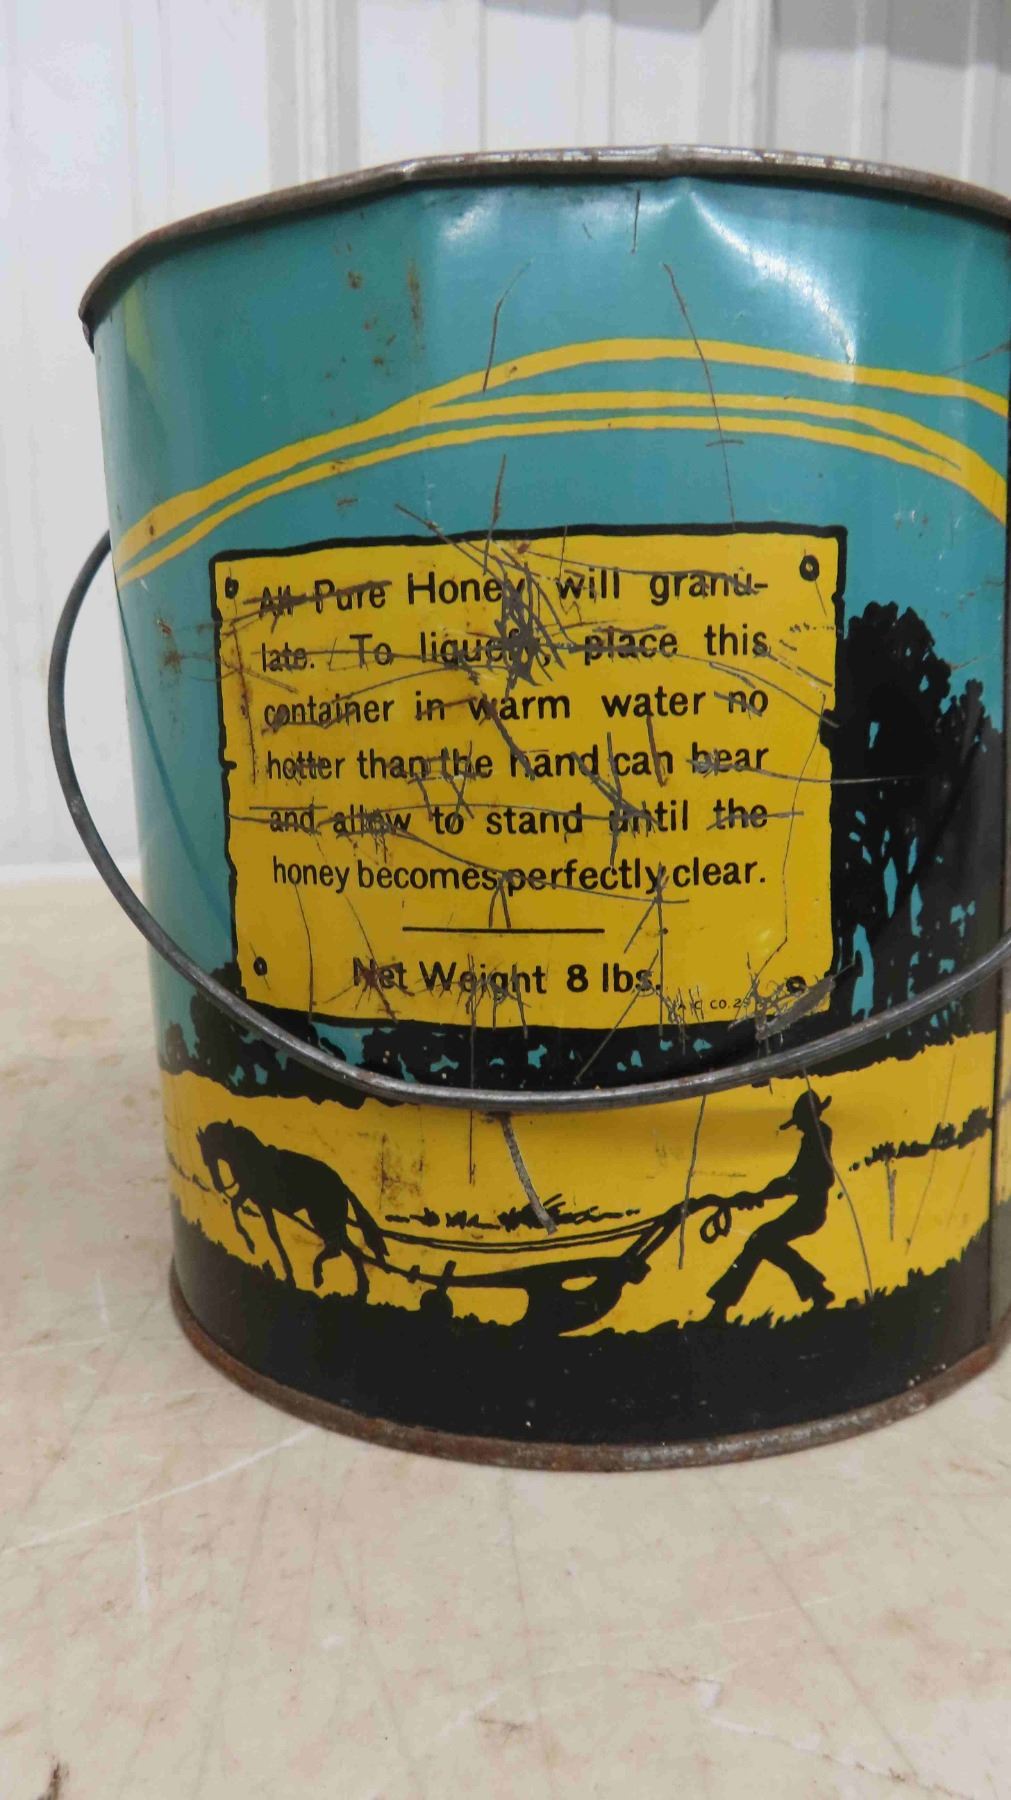 All Pure Honey will granu-
late. To liquefy, place this
container in warm water no
hotter than the hand can bear
and allow to stand until the
honey becomes perfectly clear.
Net Weight 8 lbs.
CO.